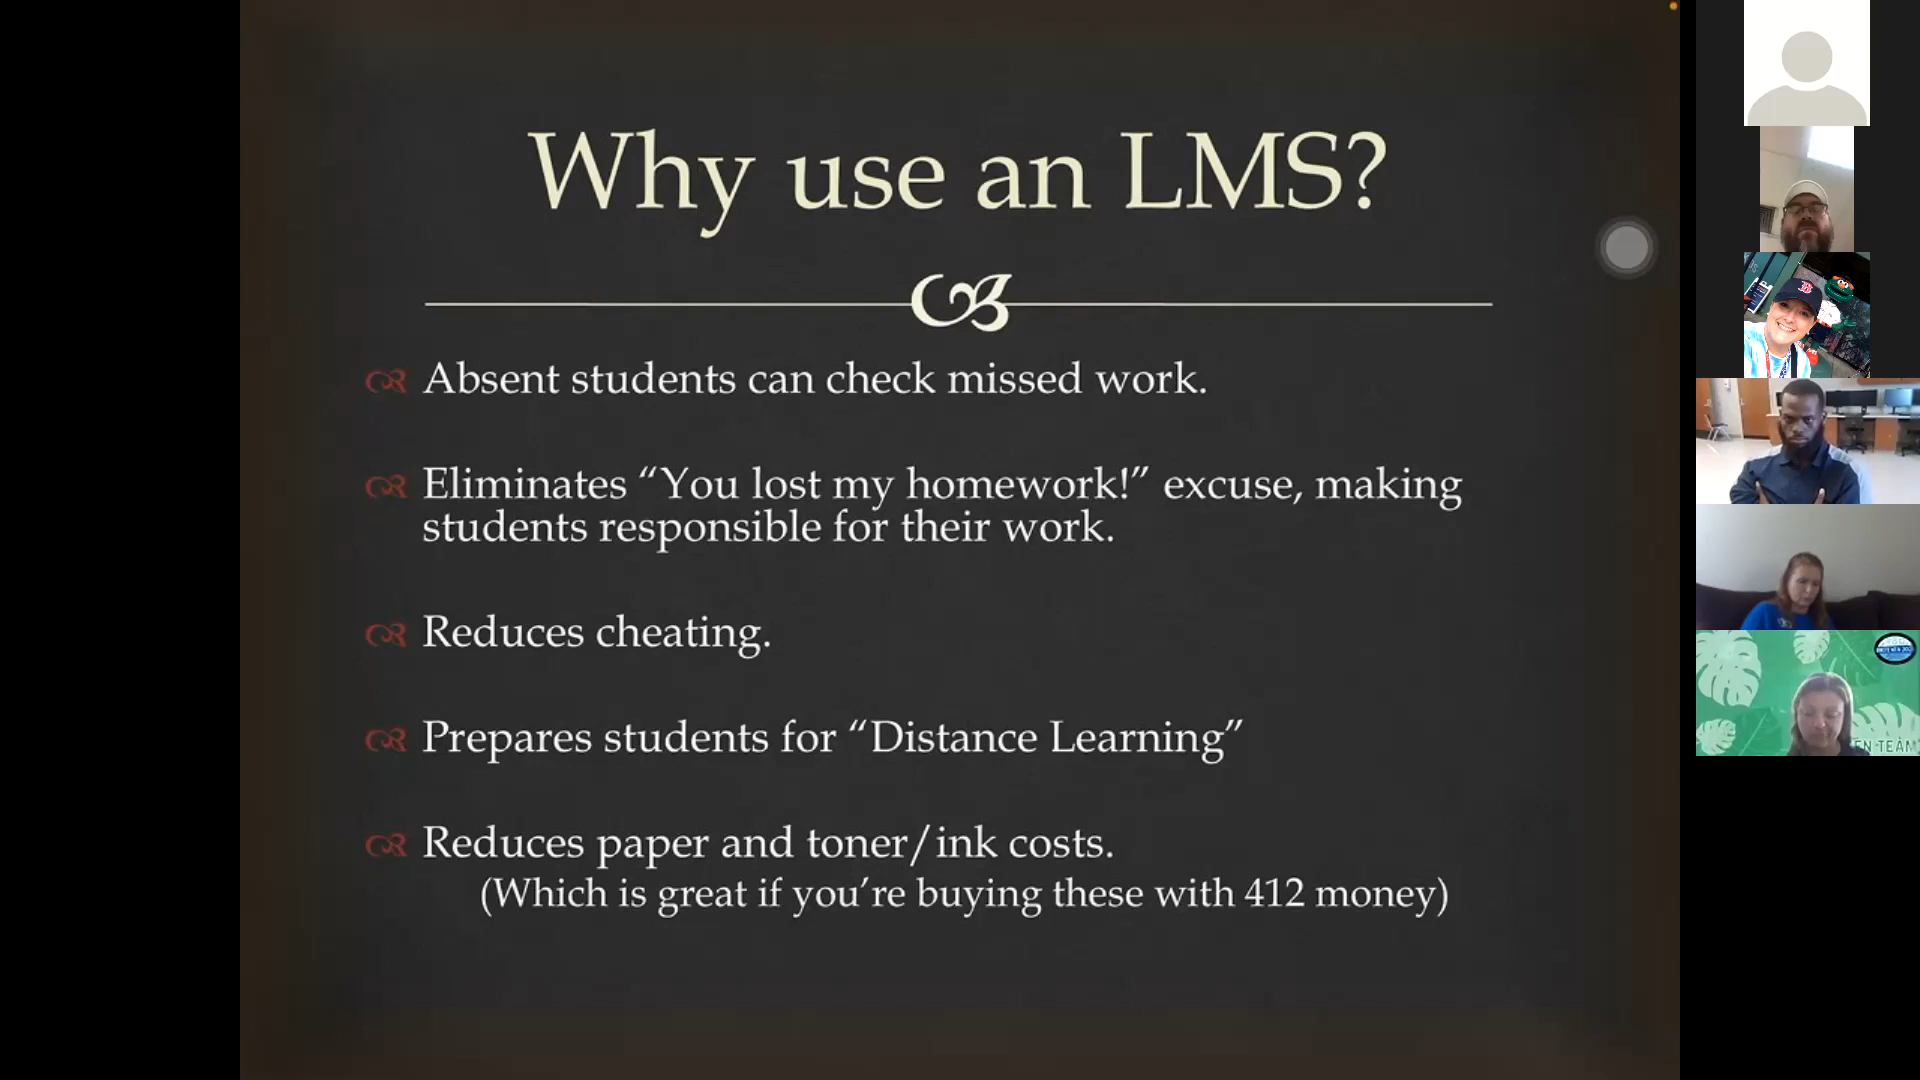 Why use an LMS?
Absent students can check missed work.
Eliminates “You lost my homework!” excuse, making
students responsible for their work.
Reduces cheating.
Prepares students for “Distance Learning”
Reduces paper and toner/ink costs.
(Which is great if you’re buying these with 412 money)
B
EN TEAM